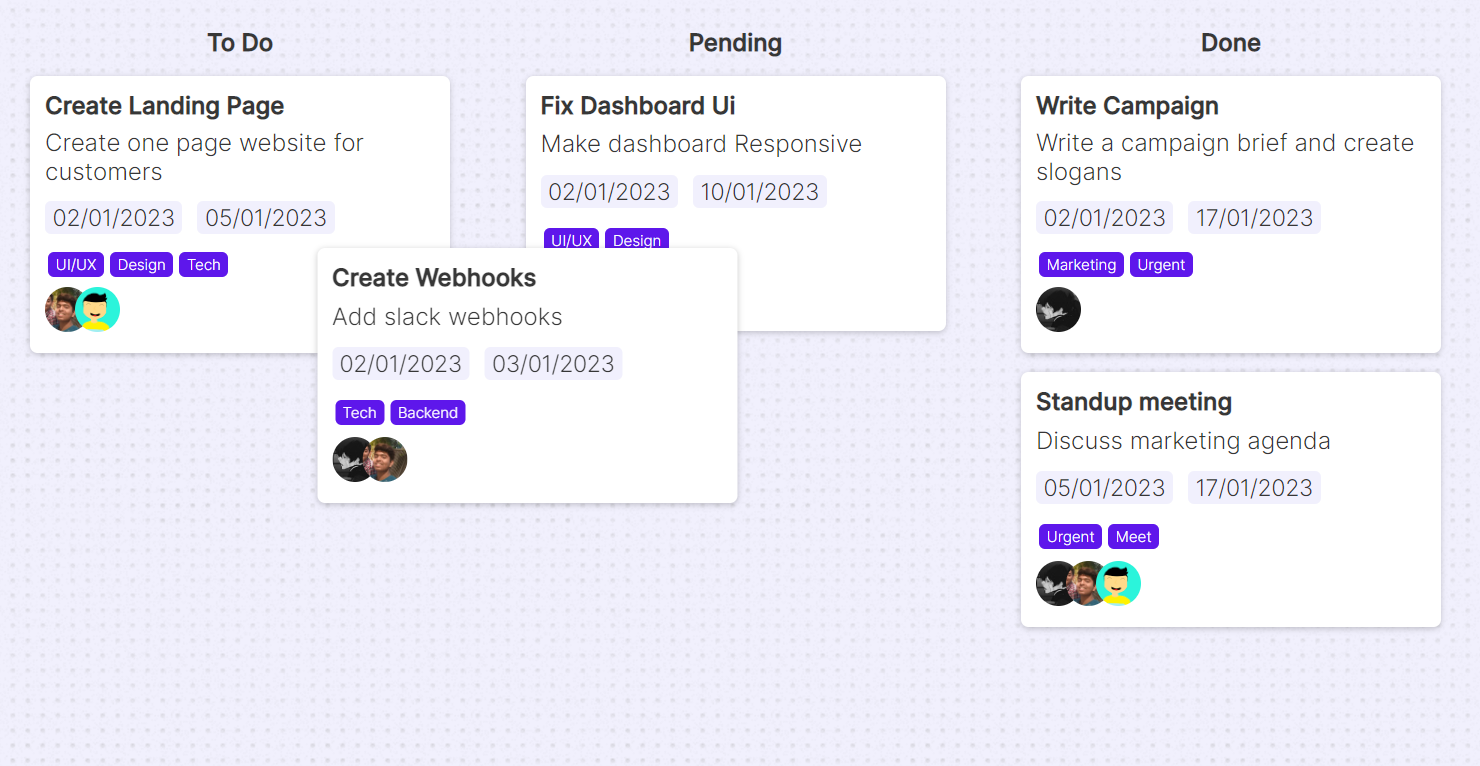 To Do
Create Landing Page
Create one page website for
customers
02/01/2023 05/01/2023
UI/UX Design Tech
Pending
Fix Dashboard Ui
Make dashboard Responsive
02/01/2023 10/01/2023
UI/UX Design
Create Webhooks
Add slack webhooks
02/01/2023 03/01/2023
Tech Backend
Done
Write Campaign
Write a campaign brief and create
slogans
02/01/2023 17/01/2023
Marketing Urgent
Standup meeting
Discuss marketing agenda
05/01/2023 17/01/2023
Urgent Meet